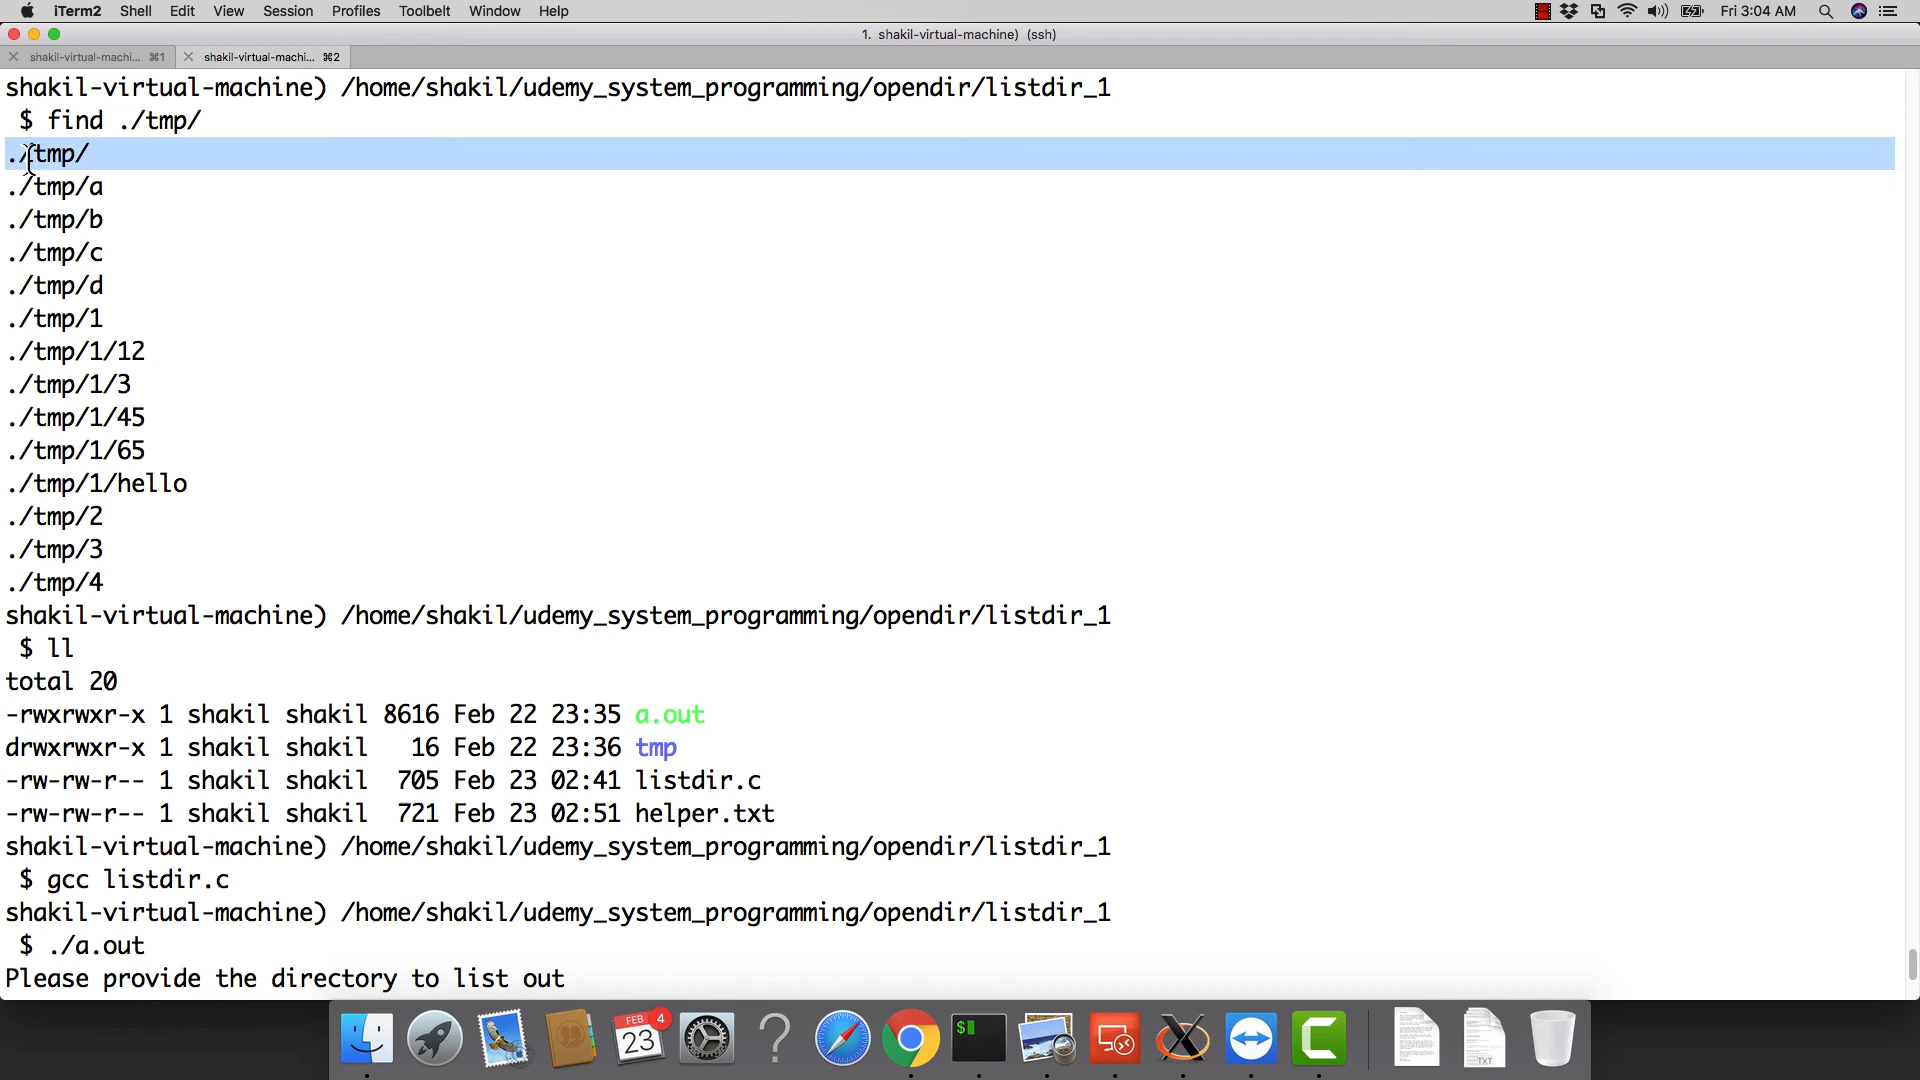 iTerm2 Shell Edit View Session Profiles Toolbelt Window Help Fri 3:04 AM
1. shakil-virtual-machine) (ssh)
shakil-virtual-machi... ⌘1 shakil-virtual-machi... ⌘2
shakil-virtual-machine) /home/shakil/udemy_system_programming/opendir/listdir_1
$ find ./tmp/
./tmp/
./tmp/a
./tmp/b
./tmp/c
./tmp/d
./tmp/1
./tmp/1/12
./tmp/1/3
./tmp/1/45
./tmp/1/65
./tmp/1/hello
./tmp/2
./tmp/3
./tmp/4
shakil-virtual-machine) /home/shakil/udemy_system_programming/opendir/listdir_1
$ ll
total 20
-rwxrwxr-x 1 shakil shakil 8616 Feb 22 23:35 a.out
drwxrwxr-x 1 shakil shakil 16 Feb 22 23:36 tmp
-rw-rw-r-- 1 shakil shakil 705 Feb 23 02:41 listdir.c
-rw-rw-r-- 1 shakil shakil 721 Feb 23 02:51 helper.txt
shakil-virtual-machine) /home/shakil/udemy_system_programming/opendir/listdir_1
$ gcc listdir.c
shakil-virtual-machine) /home/shakil/udemy_system_programming/opendir/listdir_1
$ ./a.out
Please provide the directory to list out
FEB 4
23
$
TXT